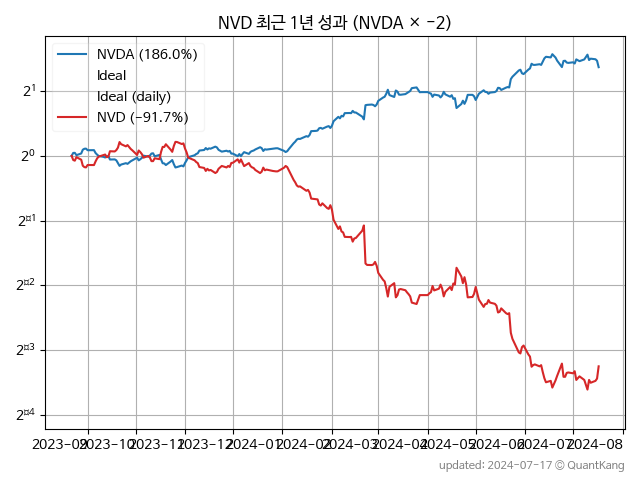 NVD 최근 1년 성과 (NVDA × −2)
NVDA (186.0%)
Ideal
Ideal (daily)
NVD (−91.7%)
2¹
2⁰
2¤¹
2¤²
2¤³
2¤⁴
2023-09 2023-10 2023-11 2023-12 2024-01 2024-02 2024-03 2024-04 2024-05 2024-06 2024-07 2024-08
updated: 2024-07-17 © QuantKang